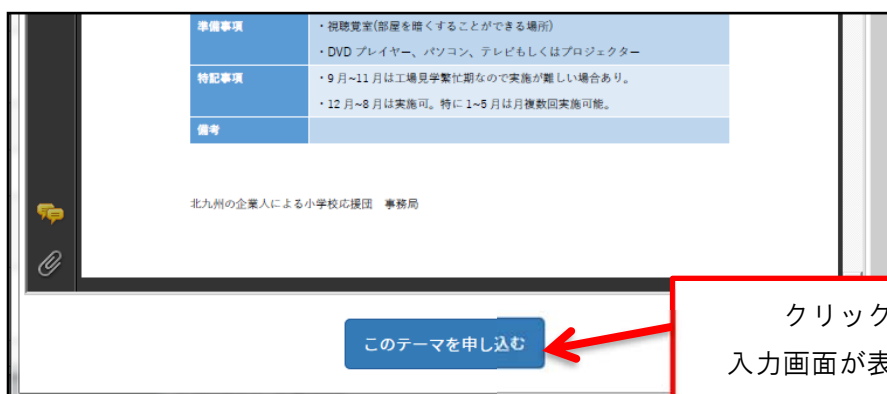 準備事項
・視聴覚室(部屋を暗くすることができる場所)
・DVD プレイヤー、パソコン、テレビもしくはプロジェクター
特記事項
・9 月~11 月は工場見学繁忙期なので実施が難しい場合あり。
・12 月~8 月は実施可。特に 1~5 月は月複数回実施可能。
備考
北九州の企業人による小学校応援団　事務局
このテーマを申し込む
クリック
入力画面が表